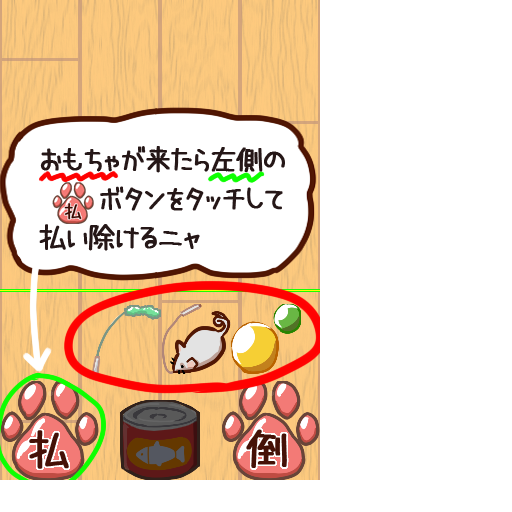 おもちゃが来たら左側の
払 ボタンをタッチして
払い除けるニャ
払
倒